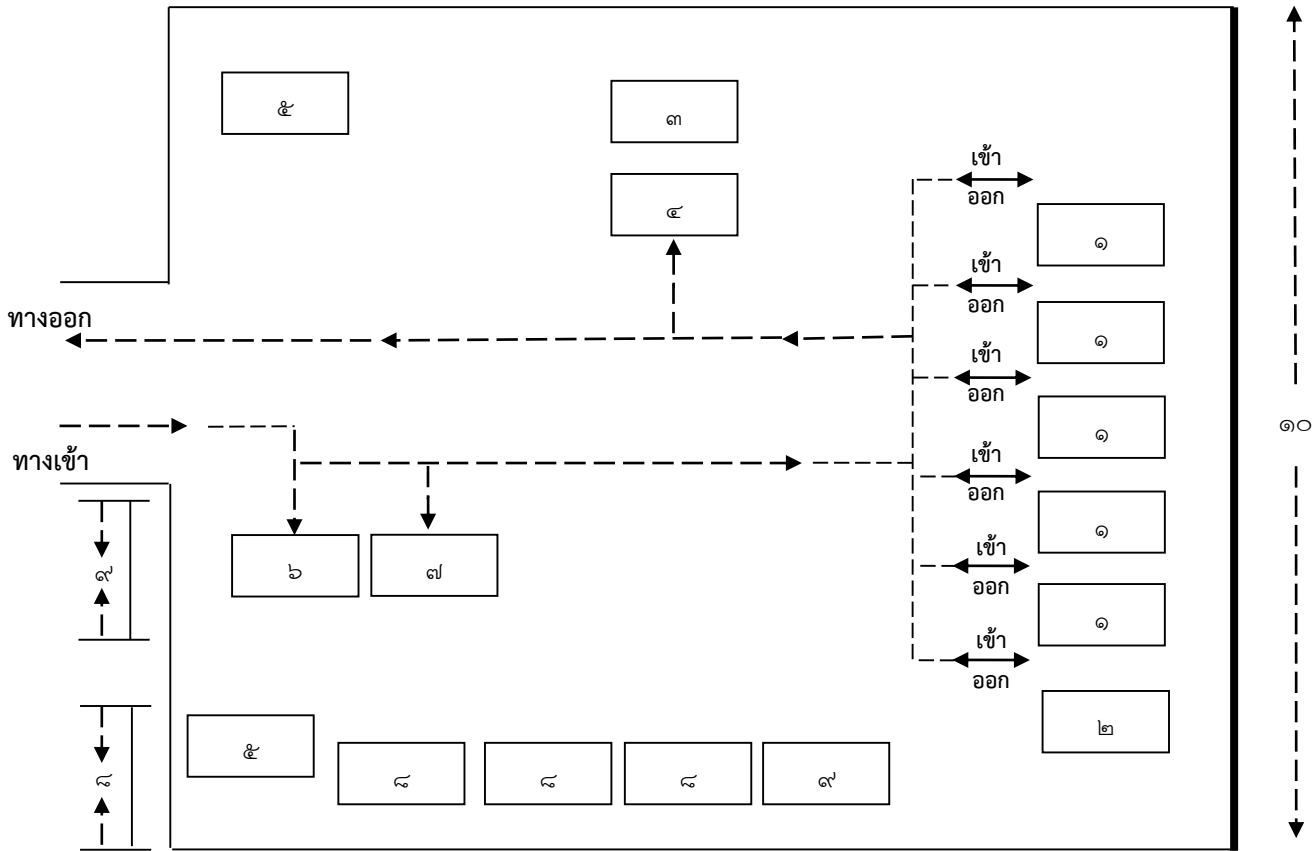 ๕
๓
๔
เข้า
ออก
๑
เข้า
ออก
๑
ทางออก
เข้า
ออก
๑
๑๐
ทางเข้า
เข้า
ออก
๑
๙
๖
๗
เข้า
ออก
๑
เข้า
ออก
๕
๒
๘
๘
๘
๘
๙